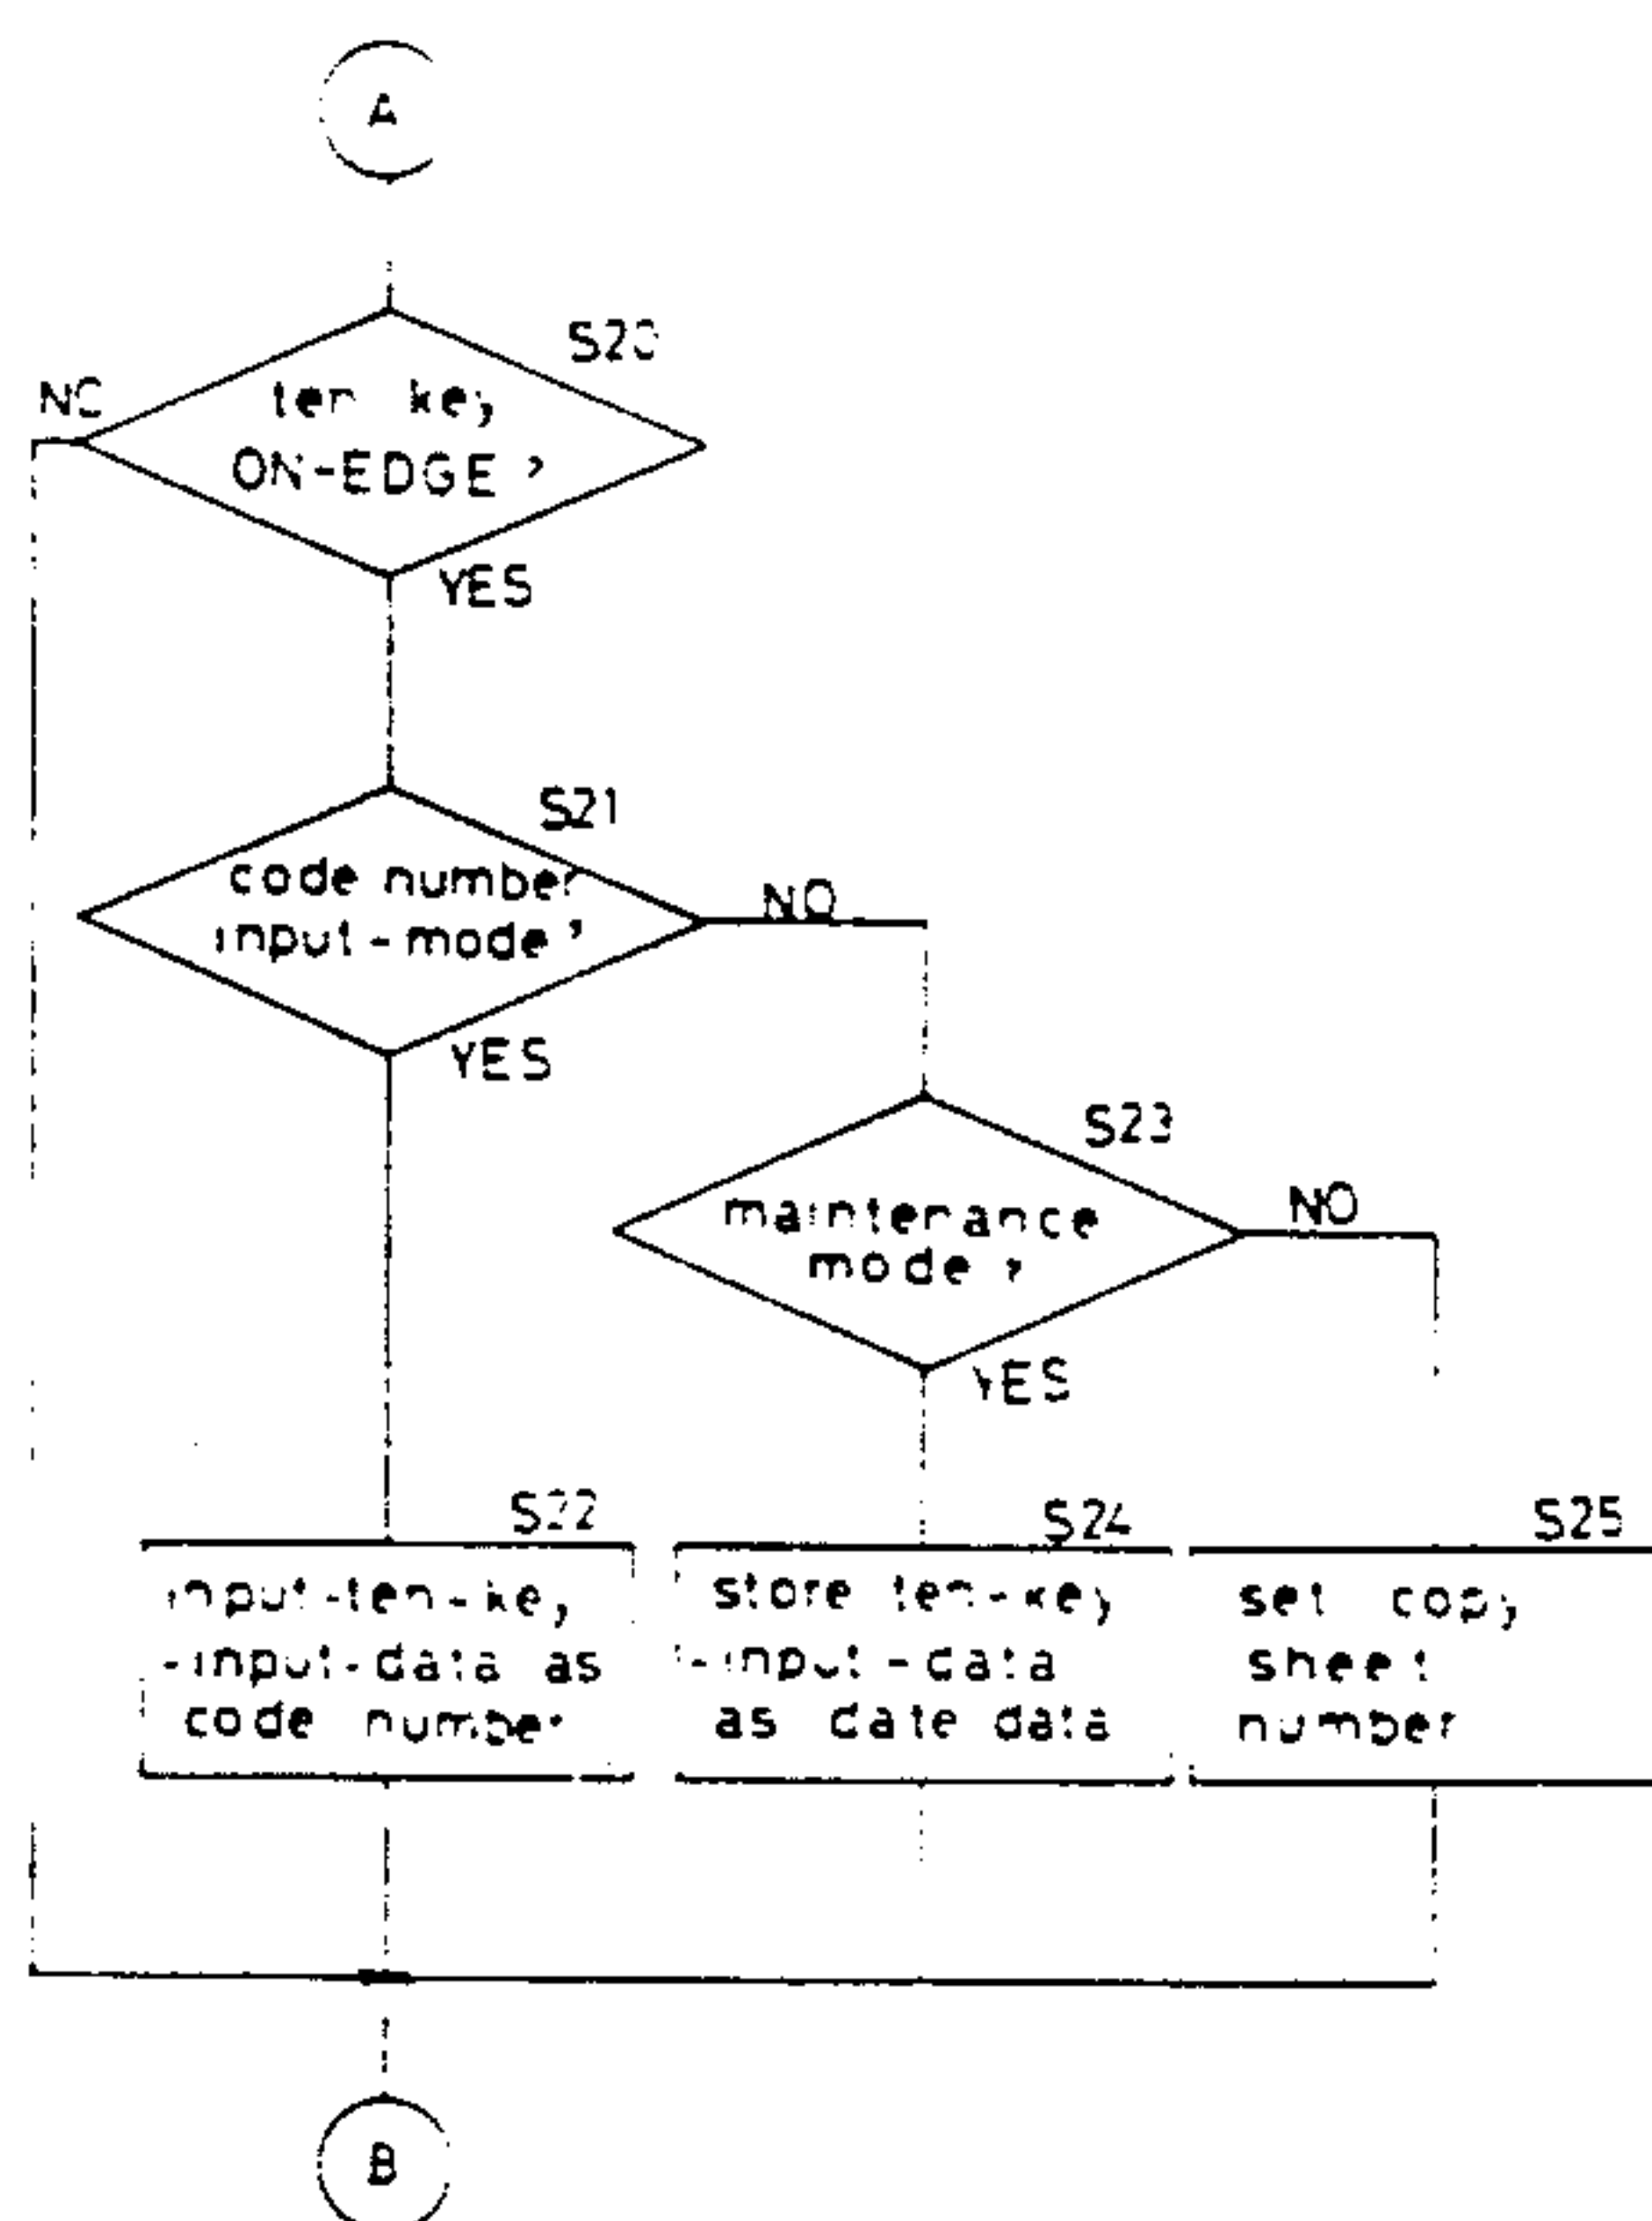 A
S20
NO
ten key
ON-EDGE ?
YES
S21
code number
input-mode ?
NO
YES
S23
maintenance
mode ?
NO
YES
S22
input-ten-key
-input-data as
code number
S24
store ten-key
-input-data
as date data
S25
set copy
sheet
number
B